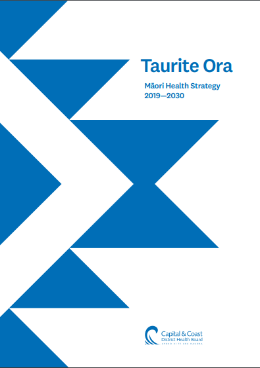 Taurite Ora
Māori Health Strategy
2019—2030
Capital & Coast
District Health Board